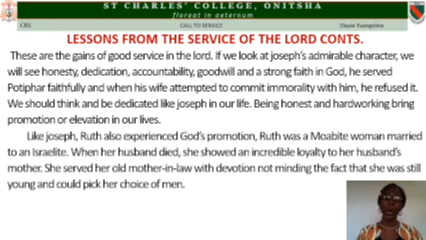 ST CHARLES' COLLEGE, ONITSHA
floreat in aeternum
CRS
CALL TO SERVICE
Okeke Evangeline
LESSONS FROM THE SERVICE OF THE LORD CONTS.
These are the gains of good service in the lord. If we look at joseph's admirable character, we
will see honesty, dedication, accountability, goodwill and a strong faith in God, he served
Potiphar faithfully and when his wife attempted to commit immorality with him, he refused it.
We should think and be dedicated like joseph in our life. Being honest and hardworking bring
promotion or elevation in our lives.
Like joseph, Ruth also experienced God's promotion, Ruth was a Moabite woman married
to an Israelite. When her husband died, she showed an incredible loyalty to her husband's
mother. She served her old mother-in-law with devotion not minding the fact that she was still
young and could pick her choice of men.